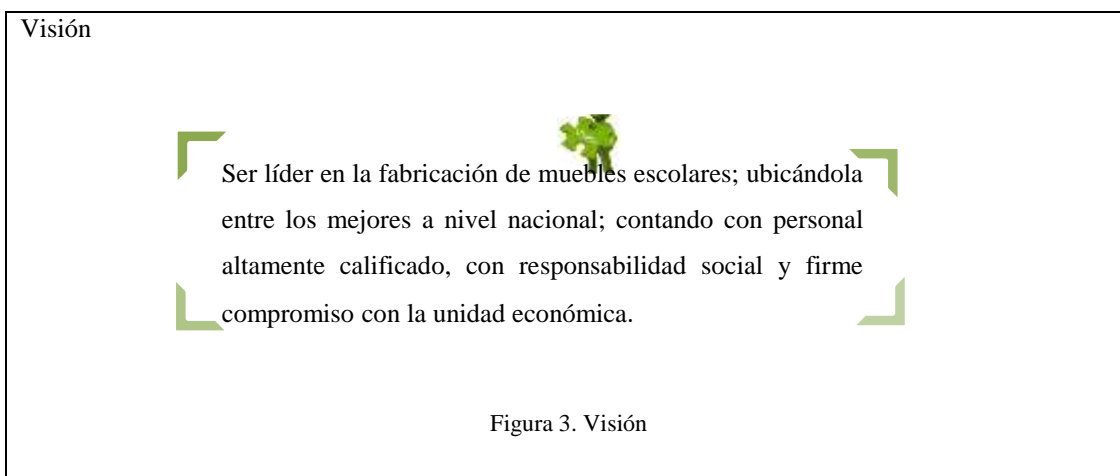 Visión
Ser líder en la fabricación de muebles escolares; ubicándola
entre los mejores a nivel nacional; contando con personal
altamente calificado, con responsabilidad social y firme
compromiso con la unidad económica.
Figura 3. Visión